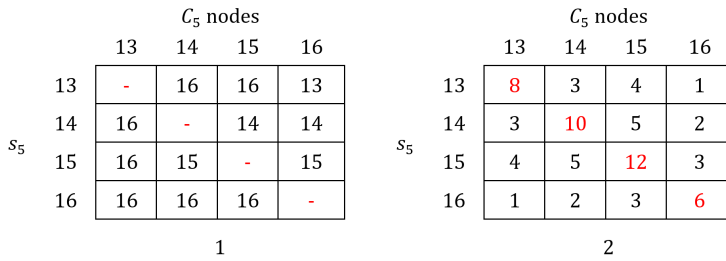 C₅ nodes C₅ nodes
13 14 15 16 13 14 15 16
13 - 16 16 13 13 8 3 4 1
14 16 - 14 14 14 3 10 5 2
s₅ s₅
15 16 15 - 15 15 4 5 12 3
16 16 16 16 - 16 1 2 3 6
1 2